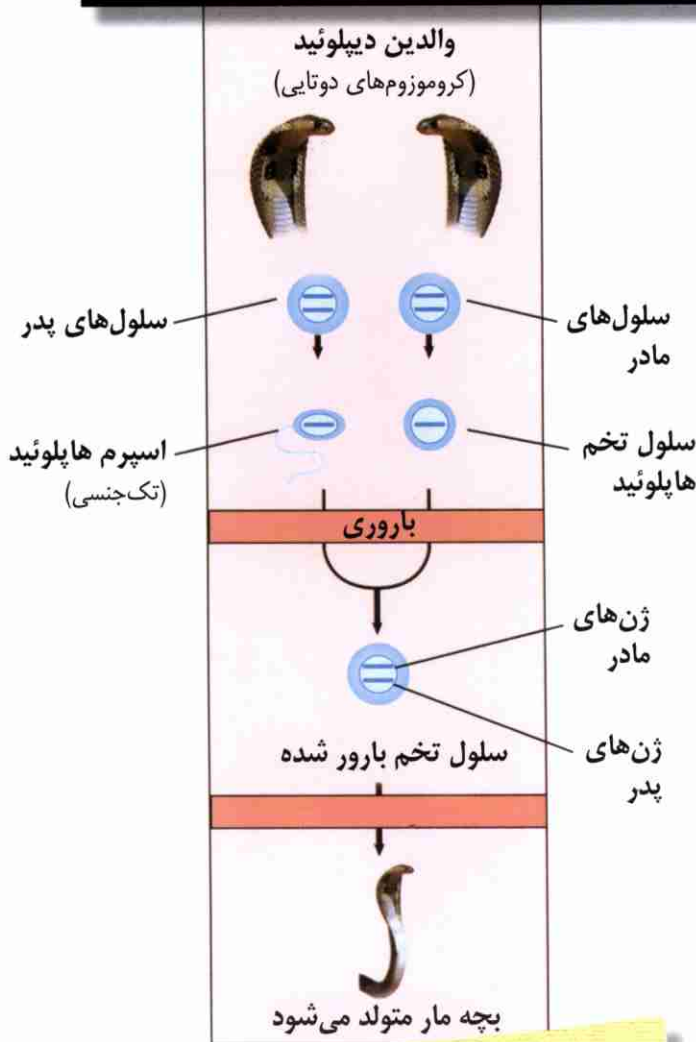 والدین دیپلوئید
(کروموزوم‌های دوتایی)
سلول‌های پدر
سلول‌های
مادر
اسپرم هاپلوئید
(تک‌جنسی)
سلول تخم
هاپلوئید
باروری
ژن‌های
مادر
ژن‌های
پدر
سلول تخم بارور شده
بچه مار متولد می‌شود